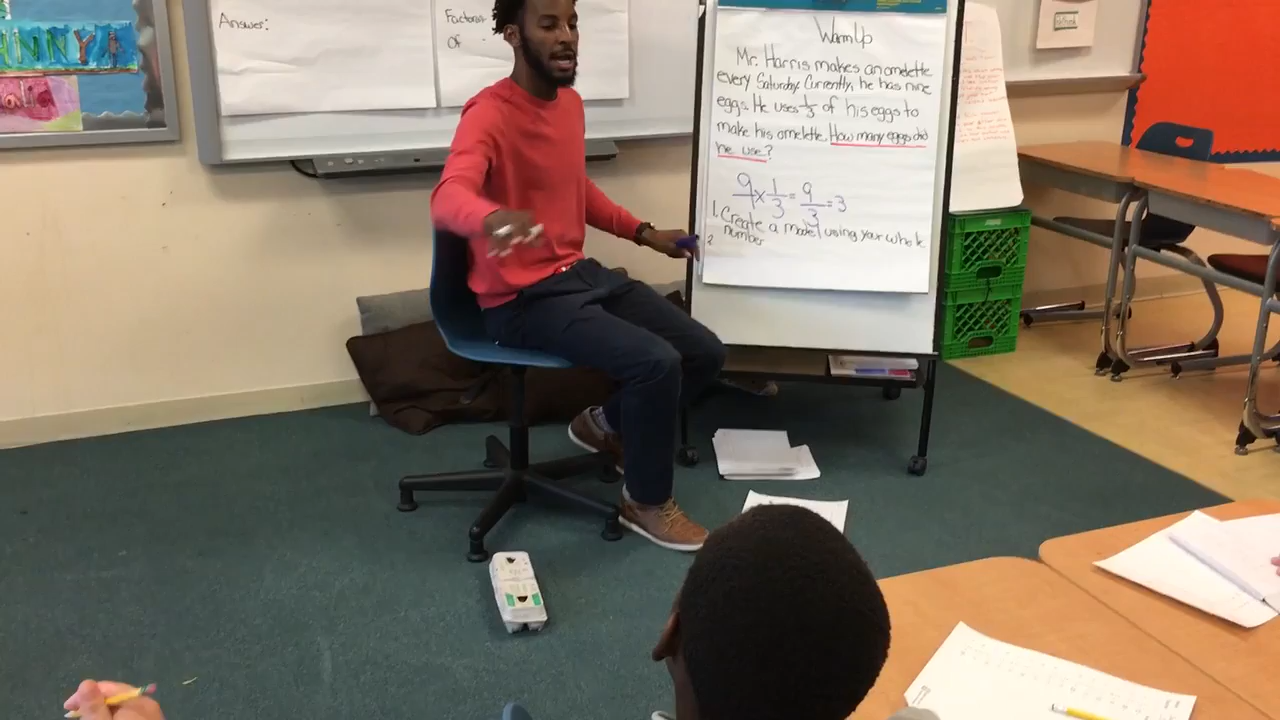 Answer:
Factors
Of
Warm Up
Mr. Harris makes an omelette
every Saturday. Currently, he has nine
eggs. He uses 1/3 of his eggs to
make his omelette. How many eggs did
he use?
9/ x 1/3 = 9/3 = 3
1. Create a model using your whole
number
2